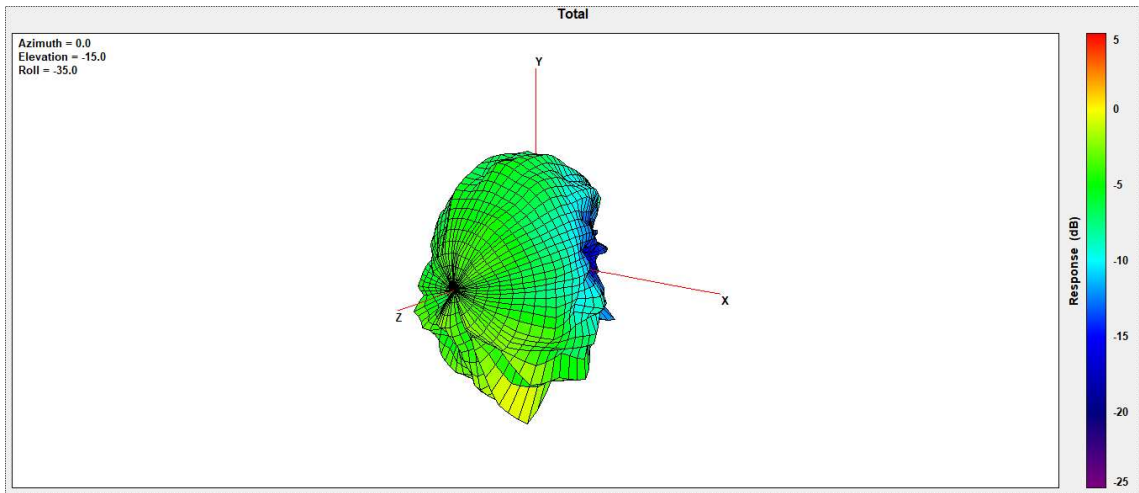 Total
Azimuth = 0.0
Elevation = -15.0
Roll = -35.0
Y
X
Z
5
0
-5
-10
-15
-20
-25
Response (dB)